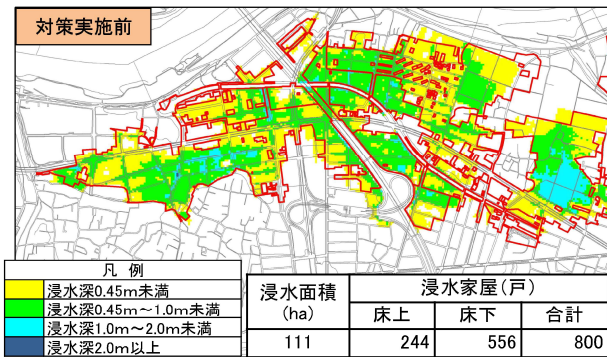 対策実施前
凡 例
浸水深0.45m未満
浸水深0.45m～1.0m未満
浸水深1.0m～2.0m未満
浸水深2.0m以上
浸水面積
(ha)
浸水家屋(戸)
床上 床下 合計
111 244 556 800